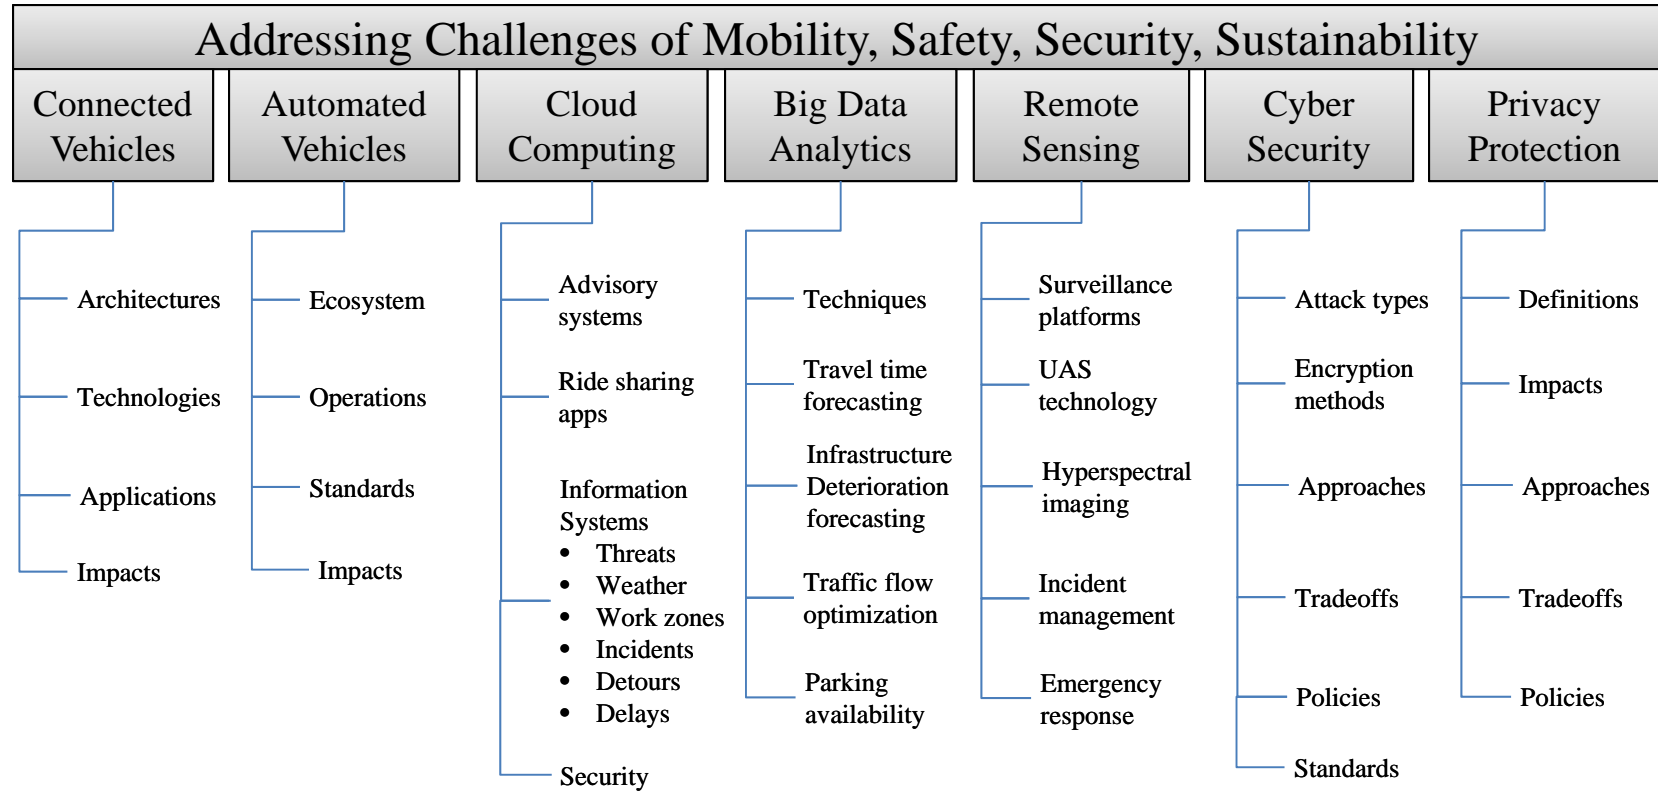 Addressing Challenges of Mobility, Safety, Security, Sustainability
Connected
Vehicles
Architectures
Technologies
Applications
Impacts
Automated
Vehicles
Ecosystem
Operations
Standards
Impacts
Cloud
Computing
Advisory
systems
Ride sharing
apps
Information
Systems
• Threats
• Weather
• Work zones
• Incidents
• Detours
• Delays
Security
Big Data
Analytics
Techniques
Travel time
forecasting
Infrastructure
Deterioration
forecasting
Traffic flow
optimization
Parking
availability
Remote
Sensing
Surveillance
platforms
UAS
technology
Hyperspectral
imaging
Incident
management
Emergency
response
Cyber
Security
Attack types
Encryption
methods
Approaches
Tradeoffs
Policies
Standards
Privacy
Protection
Definitions
Impacts
Approaches
Tradeoffs
Policies